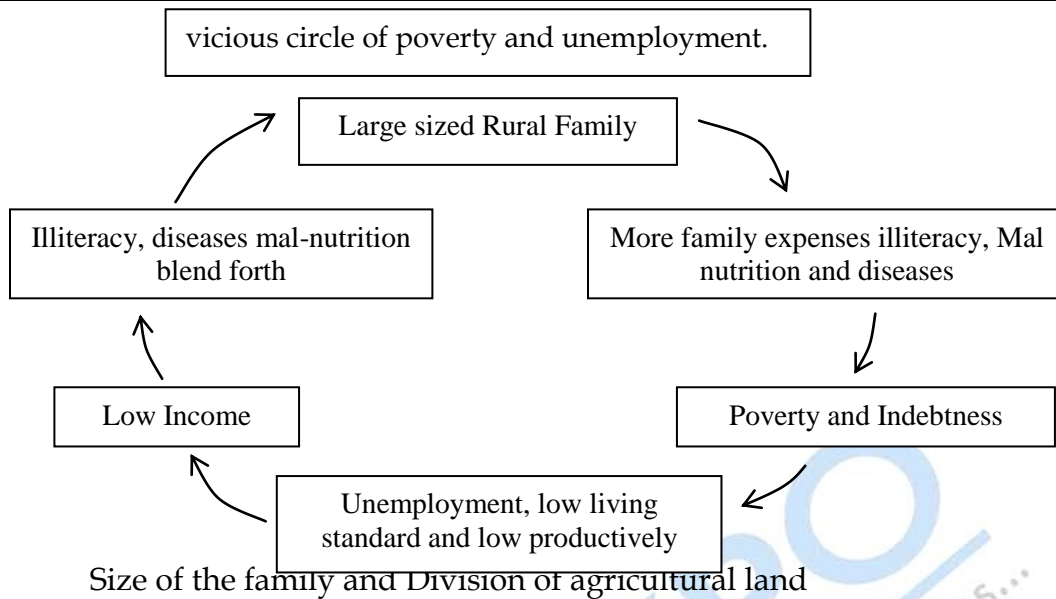 vicious circle of poverty and unemployment.
Large sized Rural Family
More family expenses illiteracy, Mal
nutrition and diseases
Poverty and Indebtness
Unemployment, low living
standard and low productively
Low Income
Illiteracy, diseases mal-nutrition
blend forth
Size of the family and Division of agricultural land